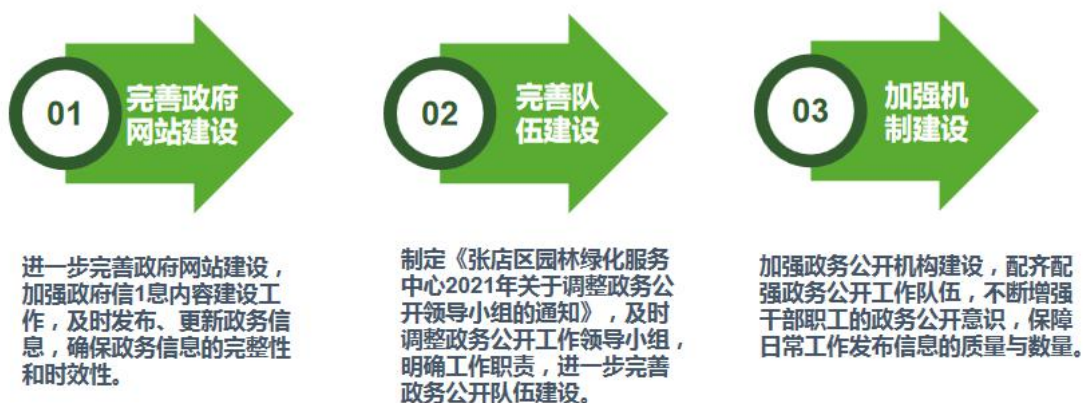 01
完善政府
网站建设
进一步完善政府网站建设，
加强政府信1息内容建设工
作，及时发布、更新政务信
息，确保政务信息的完整性
和时效性。
02
完善队
伍建设
制定《张店区园林绿化服务
中心2021年关于调整政务公
开领导小组的通知》，及时
调整政务公开工作领导小组，
明确工作职责，进一步完善
政务公开队伍建设。
03
加强机
制建设
加强政务公开机构建设，配齐配
强政务公开工作队伍，不断增强
干部职工的政务公开意识，保障
日常工作发布信息的质量与数量。